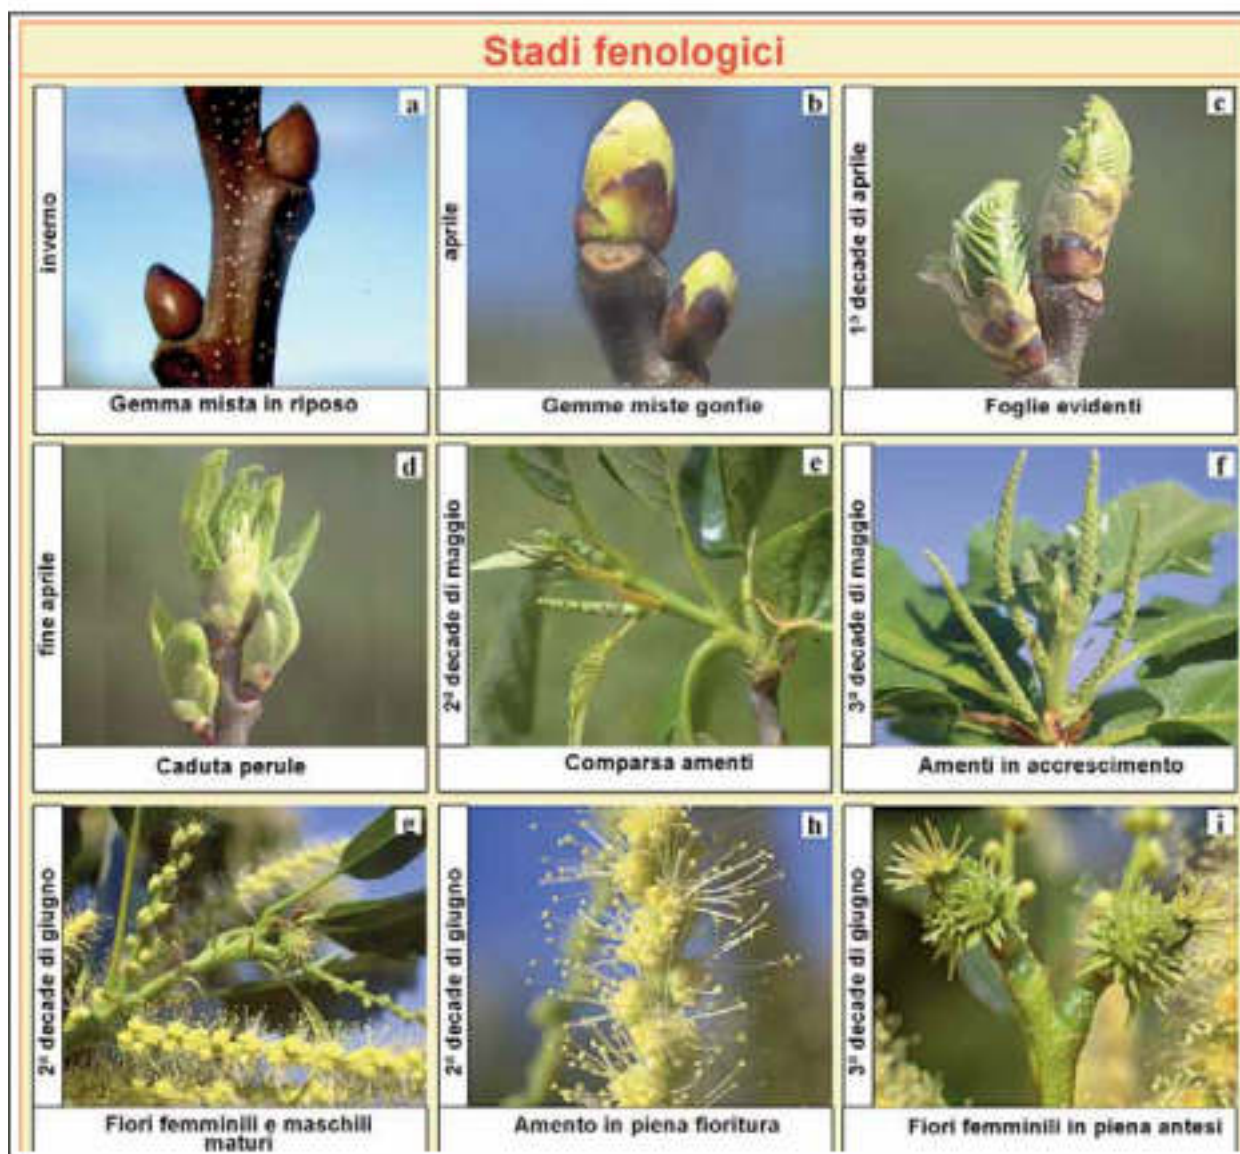 Stadi fenologici
inverno
a
Gemma mista in riposo
aprile
b
Gemme miste gonfie
1ª decade di aprile
c
Foglie evidenti
fine aprile
d
Caduta perule
2ª decade di maggio
e
Comparsa amenti
3ª decade di maggio
f
Amenti in accrescimento
2ª decade di giugno
g
Fiori femminili e maschili
maturi
2ª decade di giugno
h
Amento in piena fioritura
3ª decade di giugno
i
Fiori femminili in piena antesi